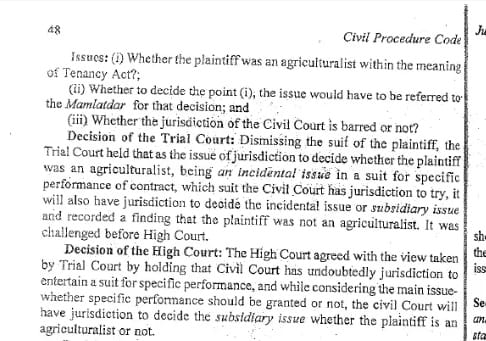 48
Civil Procedure Code
Issues: (i) Whether the plaintiff was an agriculturalist within the meaning
of Tenancy Act?;
(ii) Whether to decide the point (i), the issue would have to be referred to
the Mamlatdar for that decision; and
(iii) Whether the jurisdiction of the Civil Court is barred or not?
Decision of the Trial Court: Dismissing the suit of the plaintiff, the
Trial Court held that as the issue of jurisdiction to decide whether the plaintiff
was an agriculturalist, being an incidental issue in a suit for specific
performance of contract, which suit the Civil Court has jurisdiction to try, it
will also have jurisdiction to decide the incidental issue or subsidiary issue
and recorded a finding that the plaintiff was not an agriculturalist. It was
challenged before High Court.
Decision of the High Court: The High Court agreed with the view taken
by Trial Court by holding that Civil Court has undoubtedly jurisdiction to
entertain a suit for specific performance, and while considering the main issue-
whether specific performance should be granted or not, the civil Court will
have jurisdiction to decide the subsidiary issue whether the plaintiff is an
agriculturalist or not.
Ju
sh
the
iss
Se
an
sta